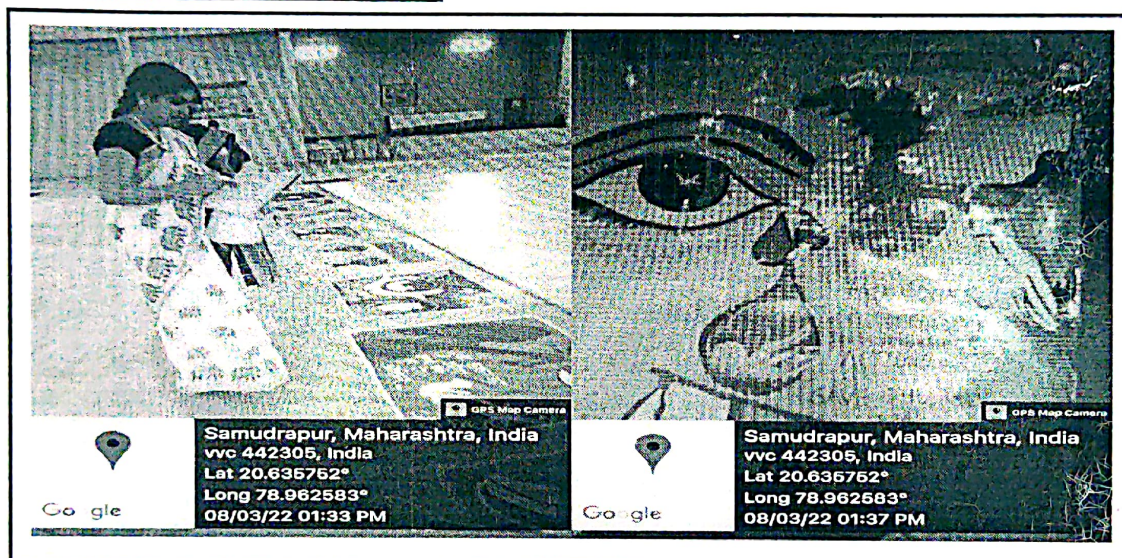 GPS Map Camera
Samudrapur, Maharashtra, India
vvc 442305, India
Lat 20.635752°
Long 78.962583°
08/03/22 01:33 PM
Google
GPS Map Camera
Samudrapur, Maharashtra, India
vvc 442305, India
Lat 20.635752°
Long 78.962583°
08/03/22 01:37 PM
Google